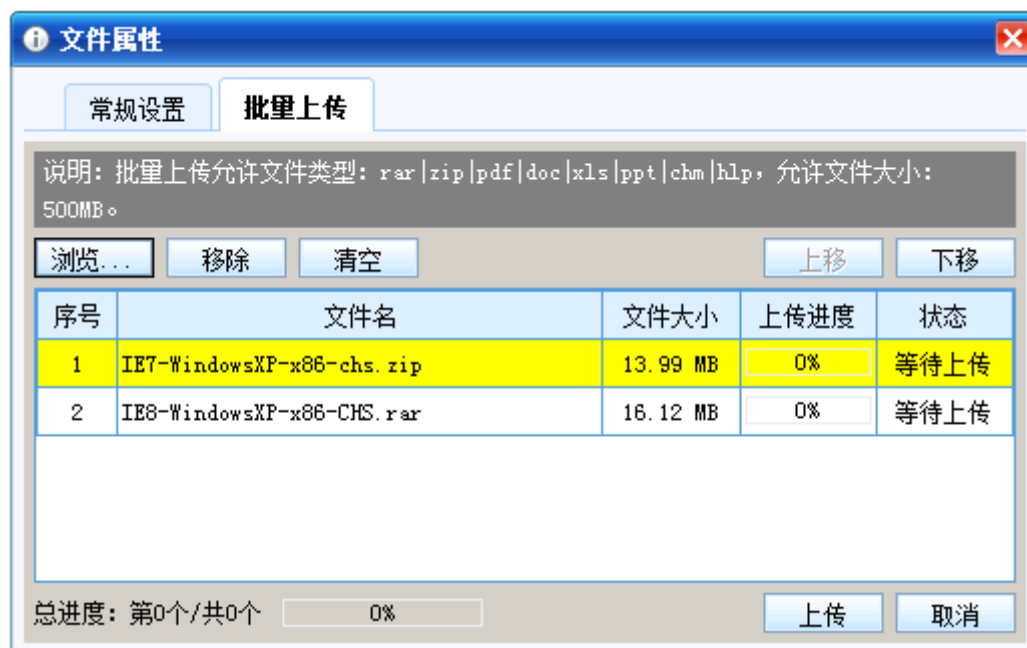 文件属性
常规设置 批里上传
说明：批里上传允许文件类型：rar|zip|pdf|doc|xls|ppt|chm|hlp，允许文件大小：
500MB。
浏览... 移除 清空 上移 下移
序号 文件名 文件大小 上传进度 状态
1 IE7-WindowsXP-x86-chs.zip 13.99 MB 0% 等待上传
2 IE8-WindowsXP-x86-CHS.rar 16.12 MB 0% 等待上传
总进度：第0个/共0个 0% 上传 取消